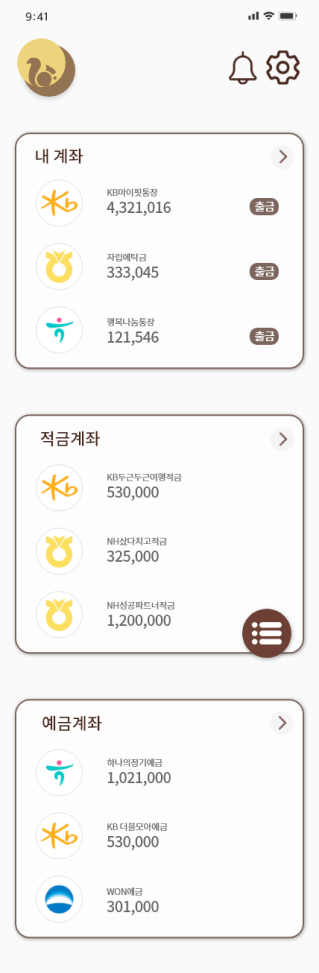 9:41
내 계좌
KB마이핏통장
4,321,016
출금
자립예탁금
333,045
출금
행복나눔통장
121,546
출금
적금계좌
KB두근두근여행적금
530,000
NH샀다치고적금
325,000
NH성공파트너적금
1,200,000
예금계좌
하나의정기예금
1,021,000
KB 더블모아예금
530,000
WON예금
301,000